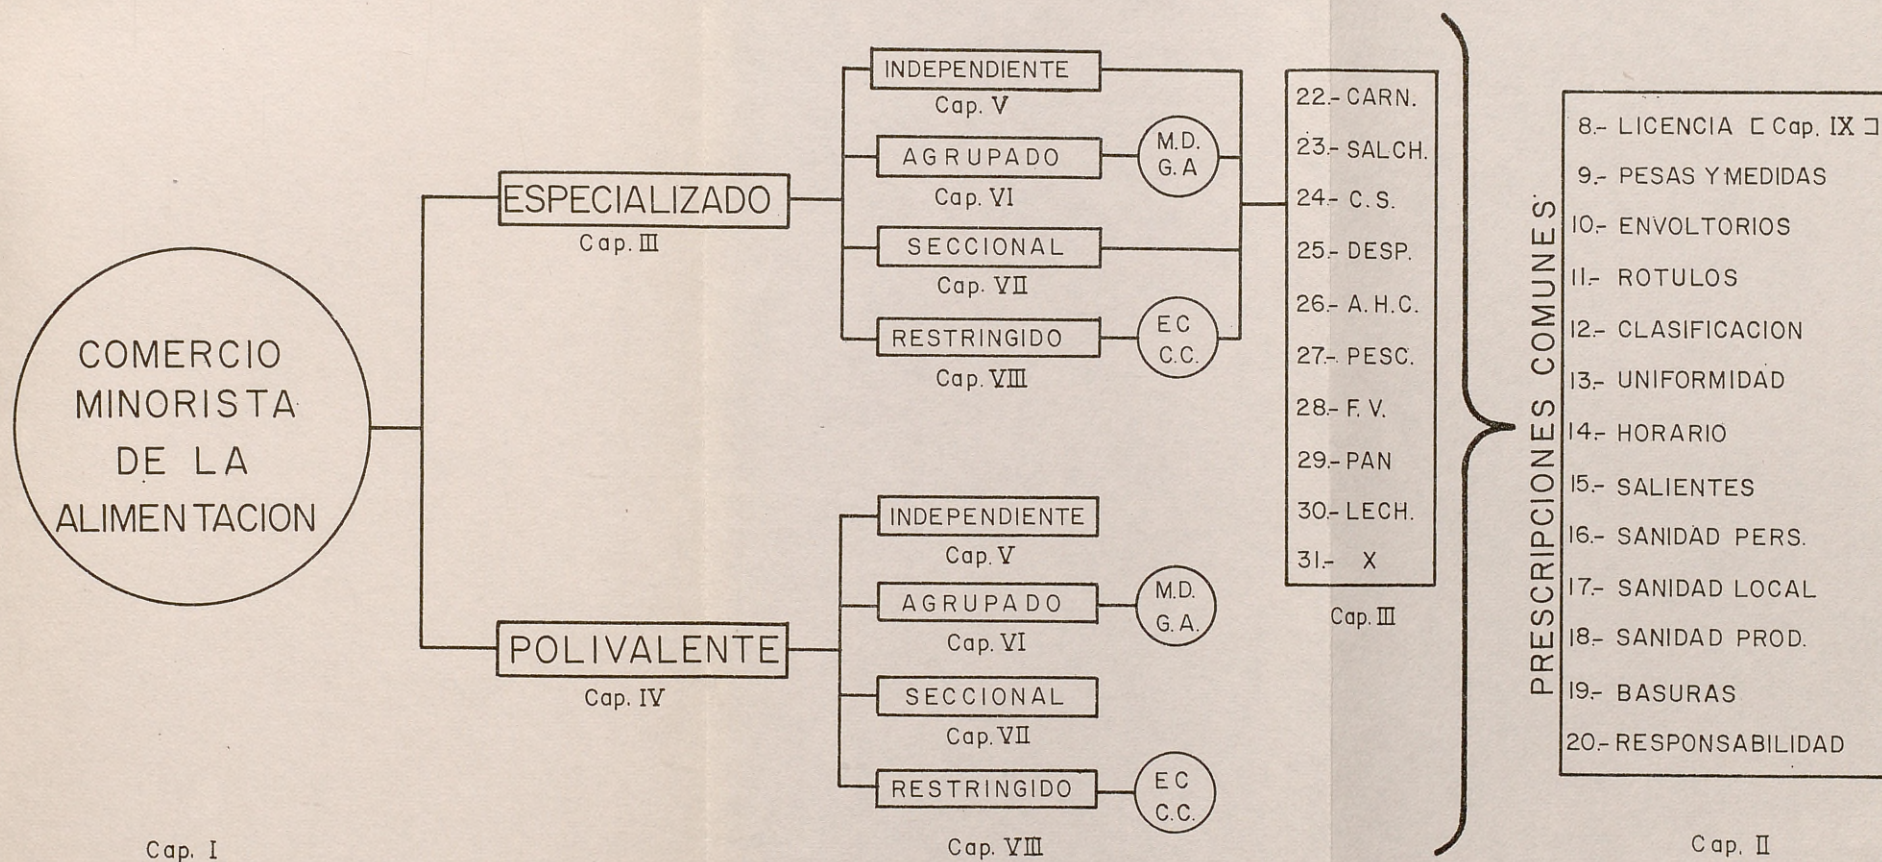 COMERCIO
MINORISTA
DE LA
ALIMENTACION
Cap. I
ESPECIALIZADO
Cap. III
INDEPENDIENTE
Cap. V
AGRUPADO
Cap. VI
M.D.
G.A
SECCIONAL
Cap. VII
RESTRINGIDO
Cap. VIII
EC
C.C.
POLIVALENTE
Cap. IV
INDEPENDIENTE
Cap. V
AGRUPADO
Cap. VI
M.D.
G.A.
SECCIONAL
Cap. VII
RESTRINGIDO
Cap. VIII
EC
C.C.
22.- CARN.
23.- SALCH.
24.- C.S.
25.- DESP.
26.- A.H.C.
27.- PESC.
28.- F.V.
29.- PAN
30.- LECH.
31.- X
Cap. III
PRESCRIPCIONES COMUNES
8.- LICENCIA [Cap. IX]
9.- PESAS Y MEDIDAS
10.- ENVOLTORIOS
11.- ROTULOS
12.- CLASIFICACION
13.- UNIFORMIDAD
14.- HORARIO
15.- SALIENTES
16.- SANIDAD PERS.
17.- SANIDAD LOCAL
18.- SANIDAD PROD.
19.- BASURAS
20.- RESPONSABILIDAD
Cap. II